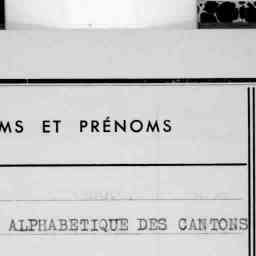 MS ET PRÉNOMS
ALPHABETIQUE DES CANTONS